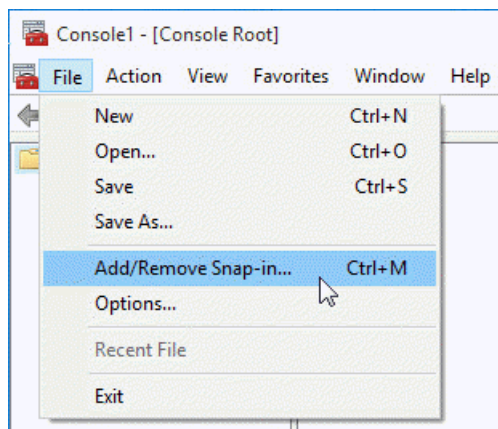 Console1 - [Console Root]
File Action View Favorites Window Help
New Ctrl+N
Open... Ctrl+O
Save Ctrl+S
Save As...
Add/Remove Snap-in... Ctrl+M
Options...
Recent File
Exit